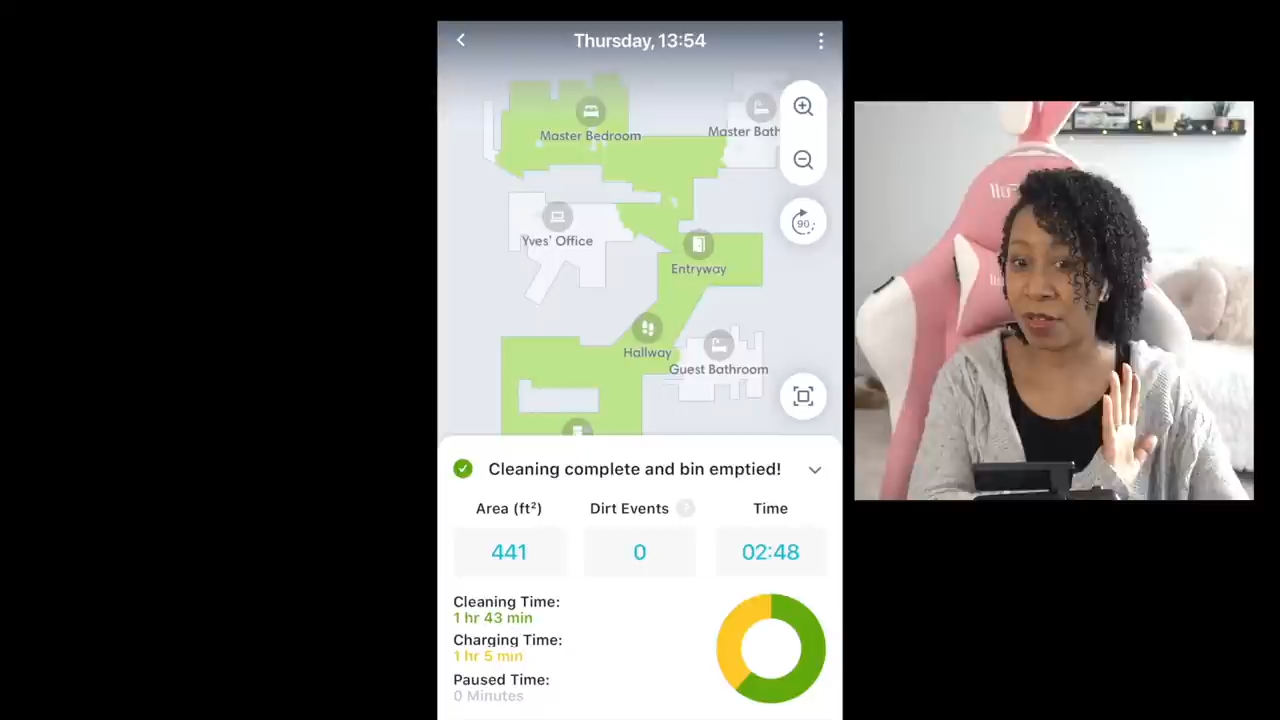 Thursday, 13:54
Master Bedroom
Master Bath
Yves' Office
90
Entryway
Hallway
Guest Bathroom
Cleaning complete and bin emptied!
Area (ft²) Dirt Events ? Time
441 0 02:48
Cleaning Time:
1 hr 43 min
Charging Time:
1 hr 5 min
Paused Time:
0 Minutes